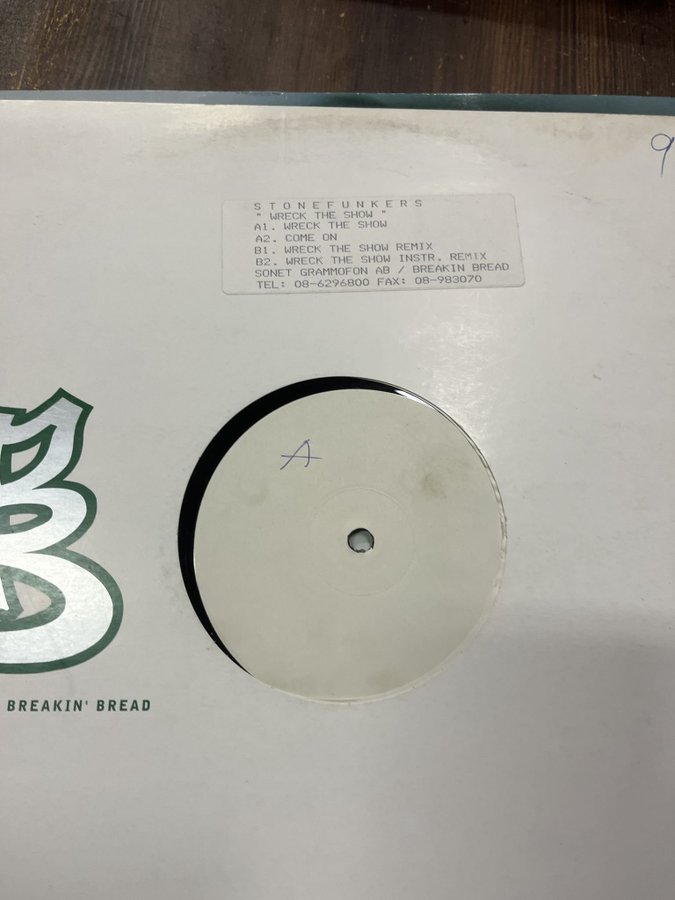 9
S T O N E F U N K E R S
" WRECK THE SHOW "
A1. WRECK THE SHOW
A2. COME ON
B1. WRECK THE SHOW REMIX
B2. WRECK THE SHOW INSTR. REMIX
SONET GRAMMOFON AB / BREAKIN BREAD
TEL: 08-6296800 FAX: 08-983070
A
B
BREAKIN' BREAD